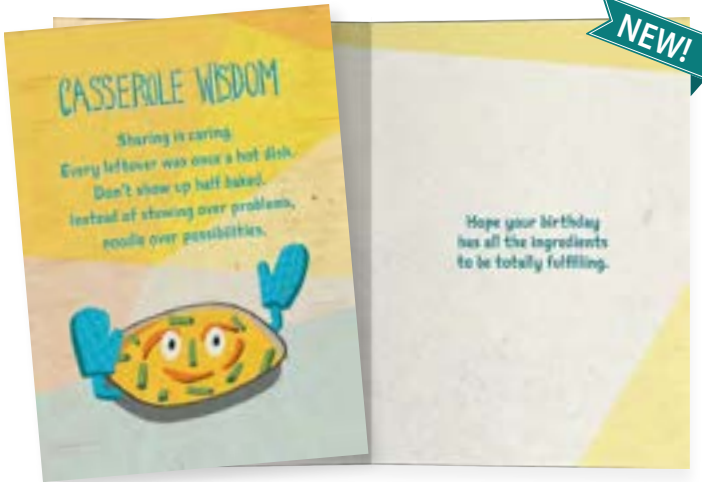 CASSEROLE WISDOM
Sharing is caring.
Every leftover was once a hot dish.
Don't show up half baked.
Instead of stewing over problems,
noodle over possibilities.
NEW!
Hope your birthday
has all the ingredients
to be totally fulfilling.